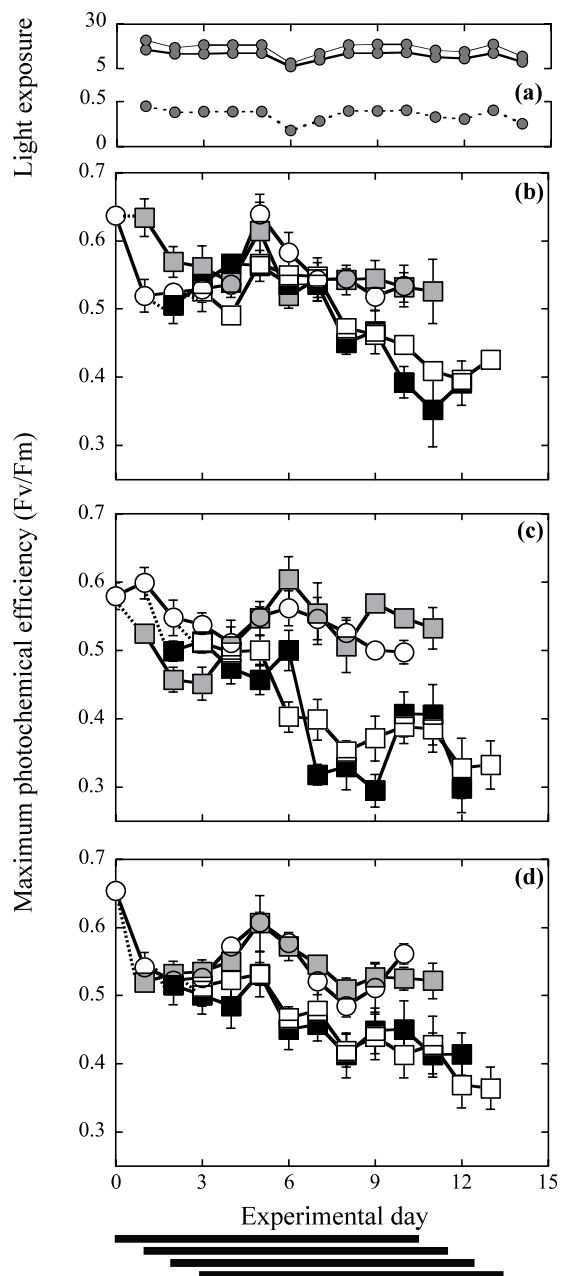 Light exposure
30
5
(a)
0.5
0
Maximum photochemical efficiency (Fv/Fm)
0.7
(b)
0.6
0.5
0.4
0.3
0.7
(c)
0.6
0.5
0.4
0.3
0.7
(d)
0.6
0.5
0.4
0.3
0 3 6 9 12 15
Experimental day